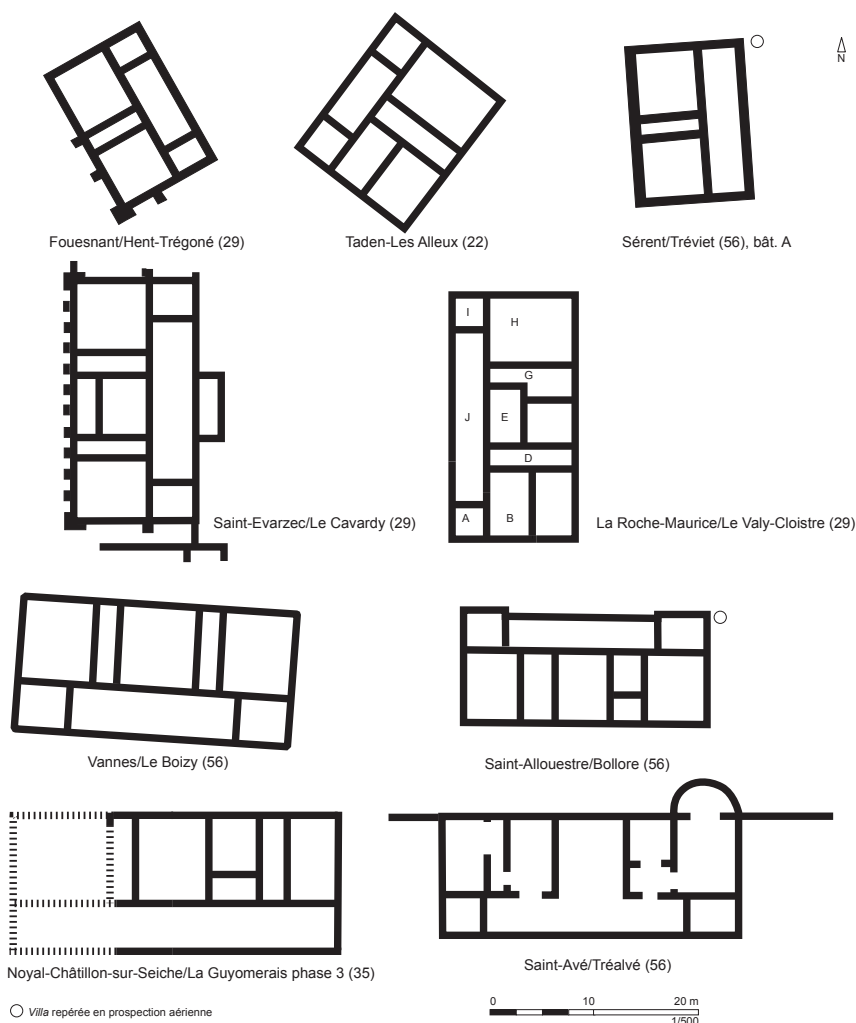 N
Fouesnant/Hent-Trégoné (29)
Taden-Les Alleux (22)
Sérent/Tréviet (56), bât. A
I
H
G
J
E
D
A
B
Saint-Evarzec/Le Cavardy (29)
La Roche-Maurice/Le Valy-Cloistre (29)
Vannes/Le Boizy (56)
Saint-Allouestre/Bollore (56)
Noyal-Châtillon-sur-Seiche/La Guyomerais phase 3 (35)
Saint-Avé/Tréalvé (56)
Villa repérée en prospection aérienne
0 10 20 m
1/500